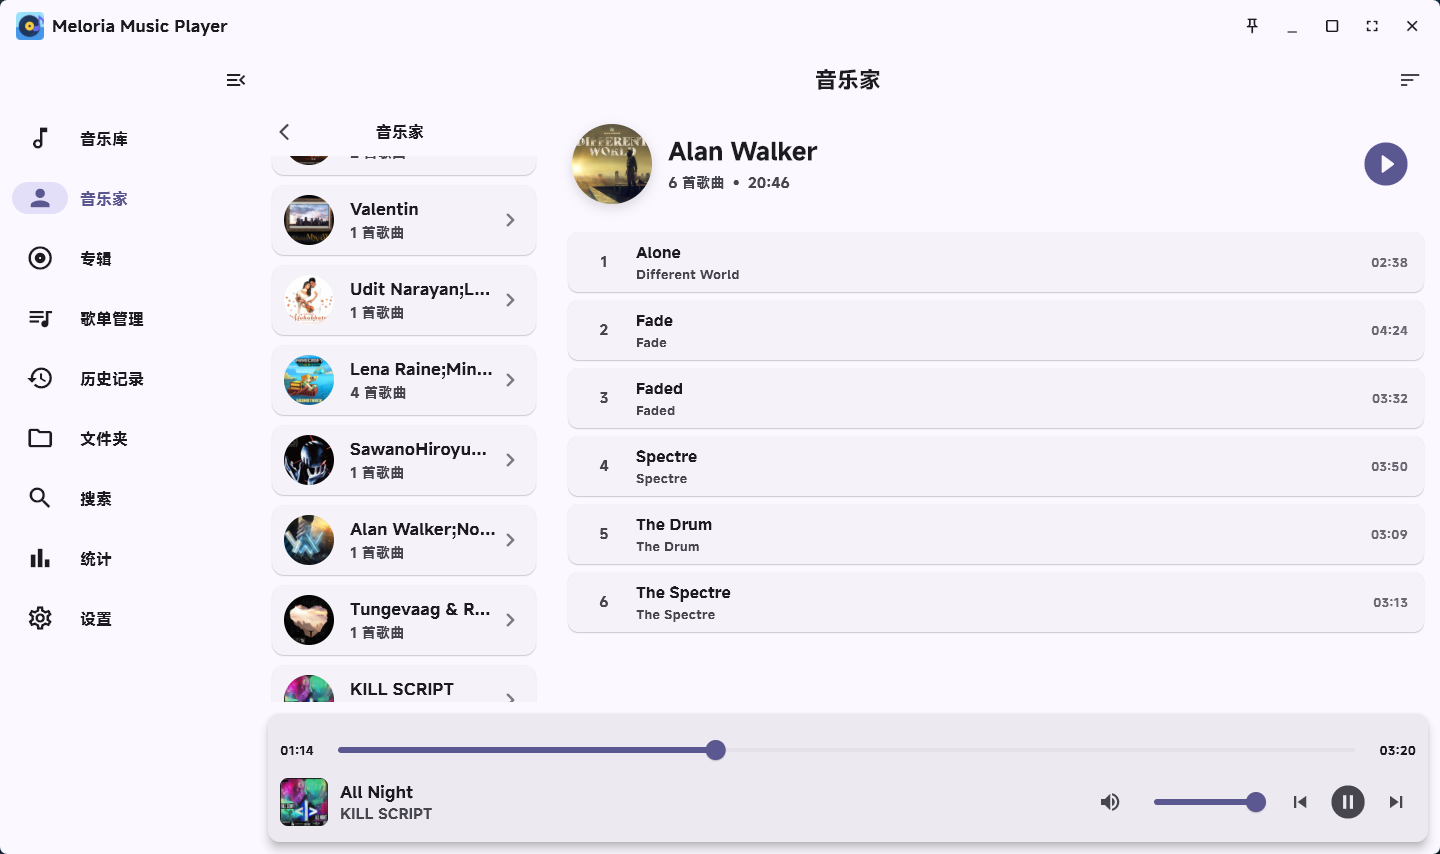 Meloria Music Player
音乐家
音乐库
音乐家
专辑
歌单管理
历史记录
文件夹
搜索
统计
设置
音乐家
Valentin
1 首歌曲
Udit Narayan;L...
1 首歌曲
Lena Raine;Min...
4 首歌曲
SawanoHiroyu...
1 首歌曲
Alan Walker;No...
1 首歌曲
Tungevaag & R...
1 首歌曲
KILL SCRIPT
DIFFERENT
WORLD
Alan Walker
6 首歌曲 • 20:46
1 Alone 02:38
Different World
2 Fade 04:24
Fade
3 Faded 03:32
Faded
4 Spectre 03:50
Spectre
5 The Drum 03:09
The Drum
6 The Spectre 03:13
The Spectre
01:14 03:20
All Night
KILL SCRIPT